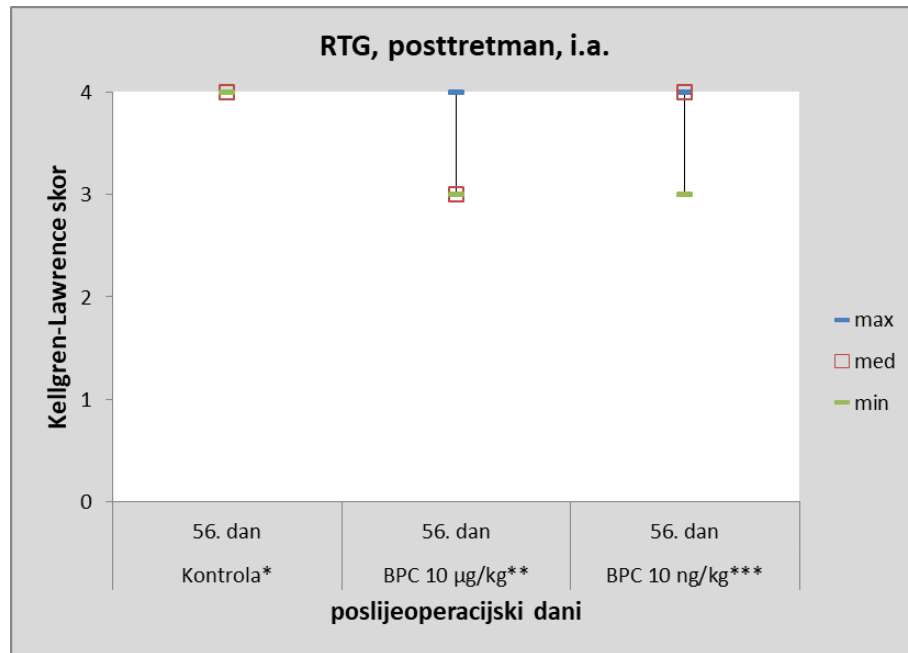 RTG, posttretman, i.a.
Kellgren-Lawrence skor
4
3
2
1
0
max
med
min
56. dan
56. dan
56. dan
Kontrola*
BPC 10 µg/kg**
BPC 10 ng/kg***
poslijeoperacijski dani